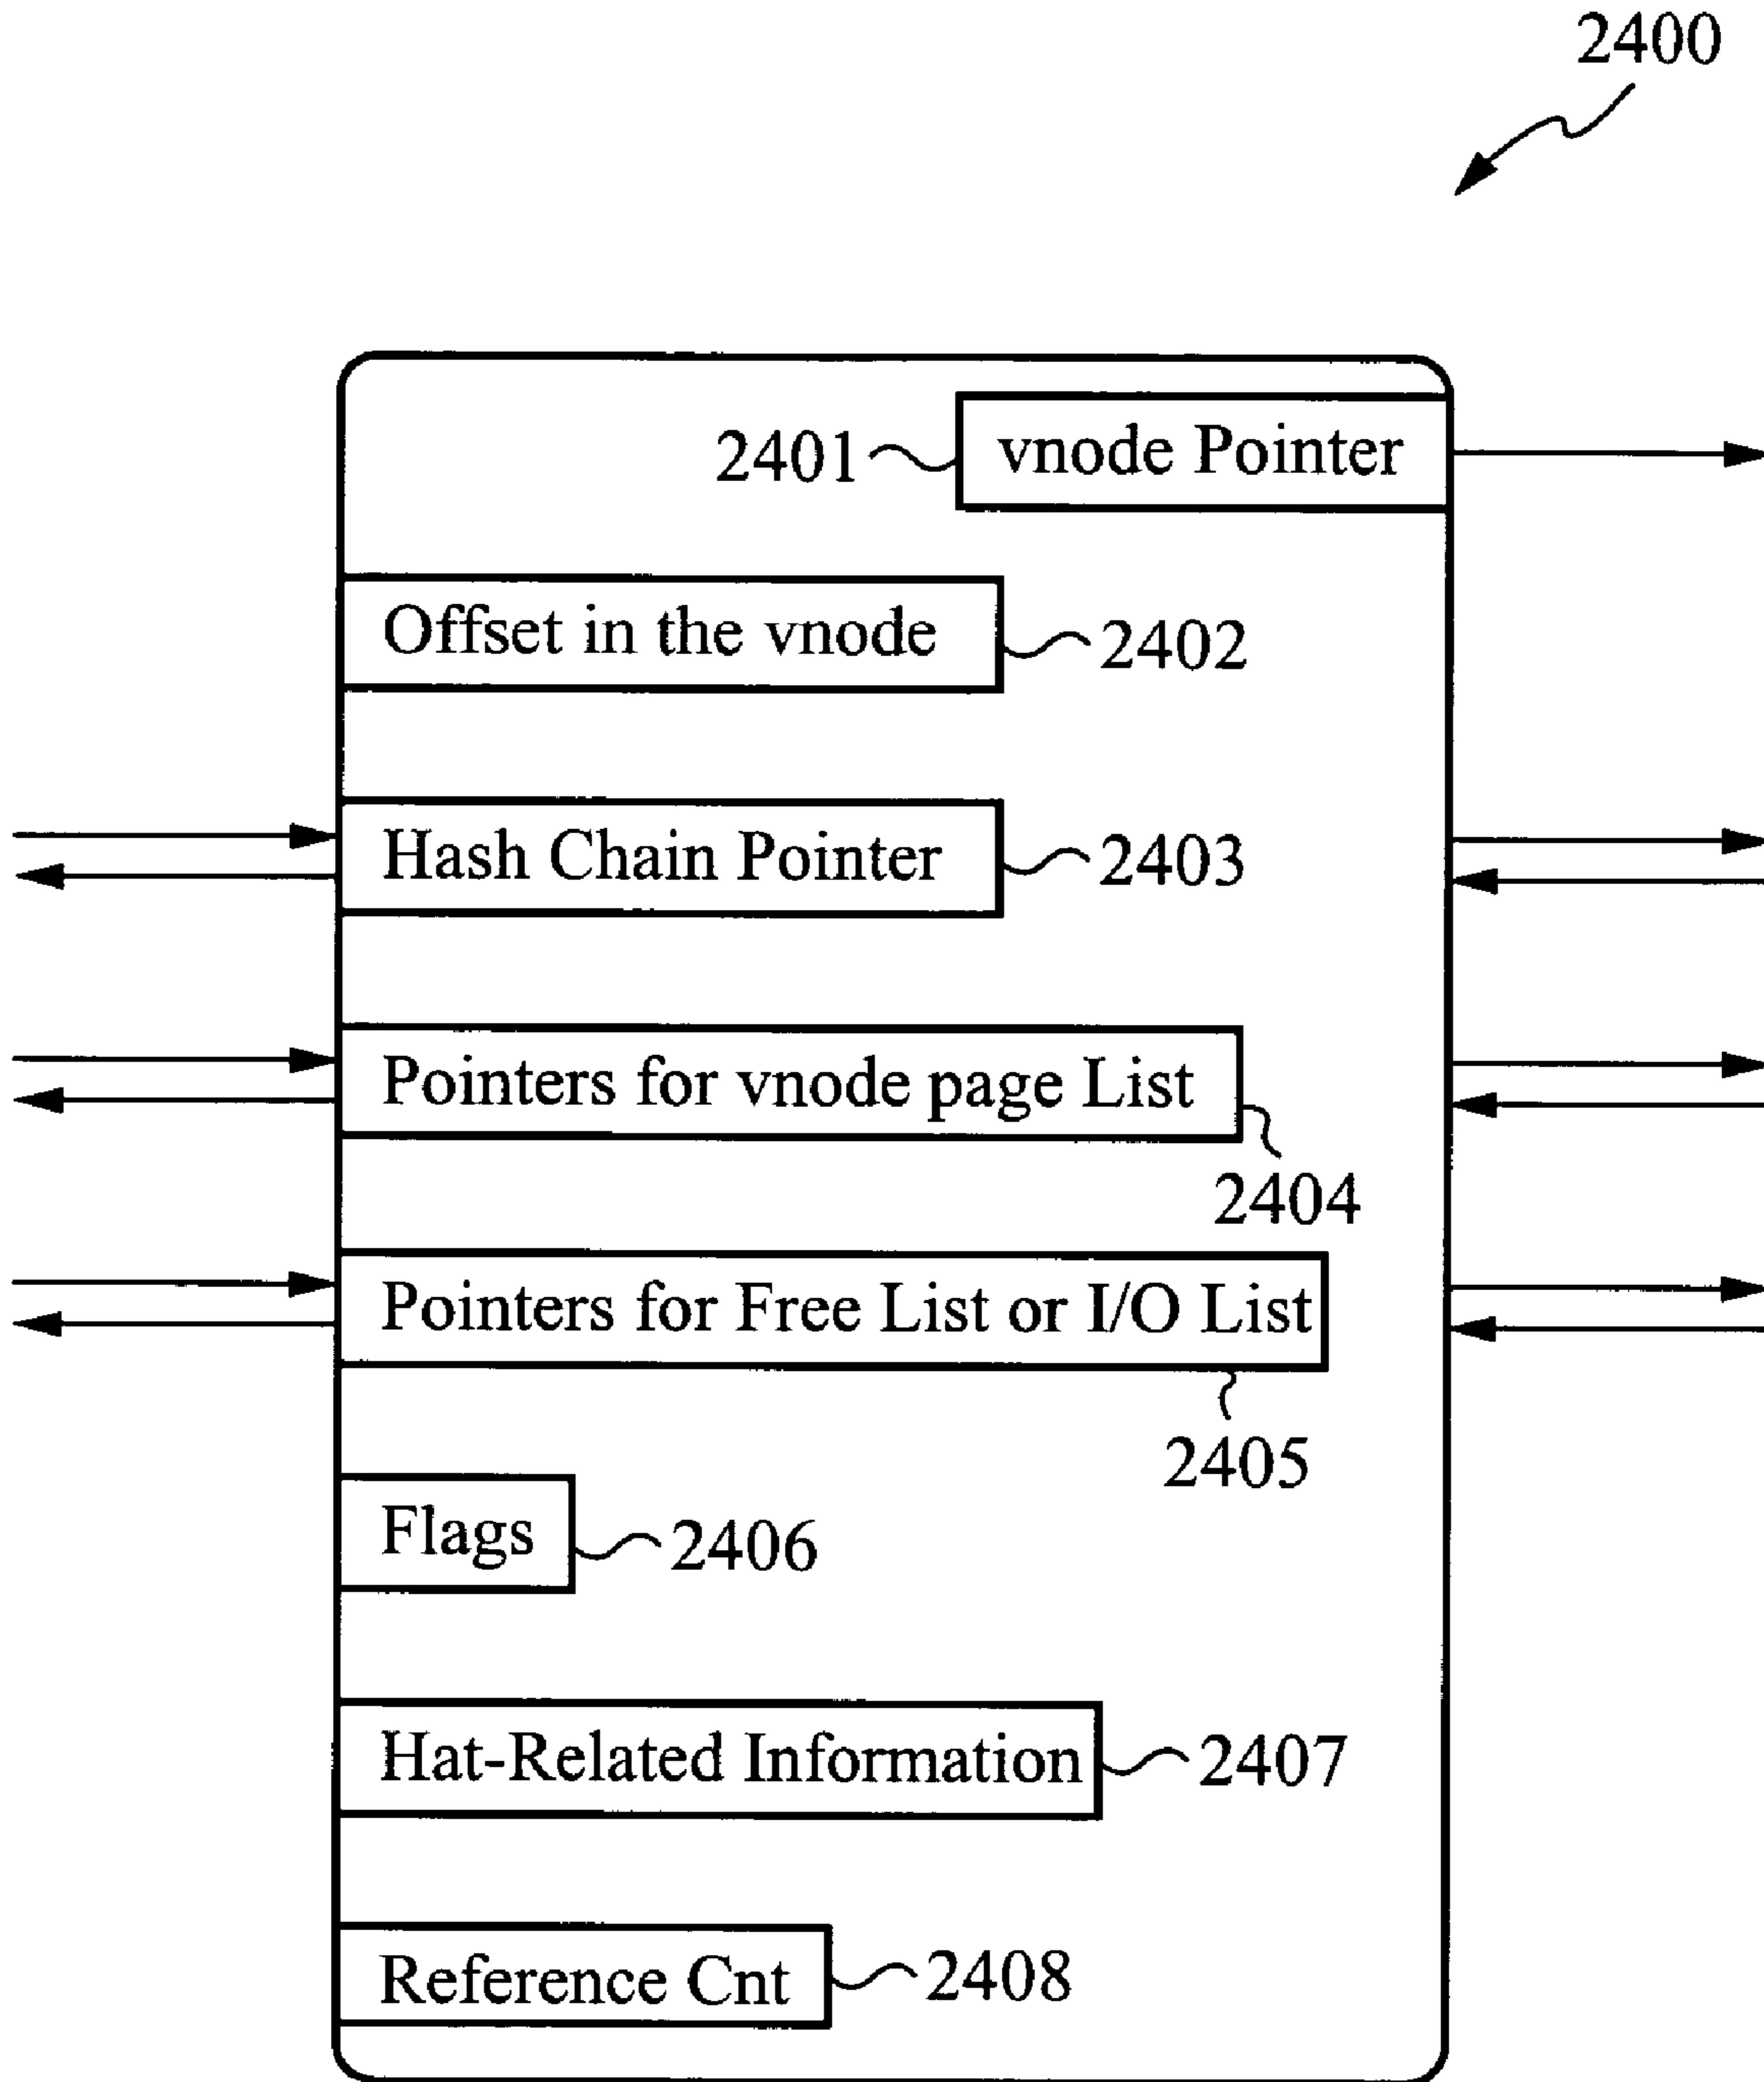 2400
2401 vnode Pointer
Offset in the vnode 2402
Hash Chain Pointer 2403
Pointers for vnode page List
2404
Pointers for Free List or I/O List
2405
Flags 2406
Hat-Related Information 2407
Reference Cnt 2408